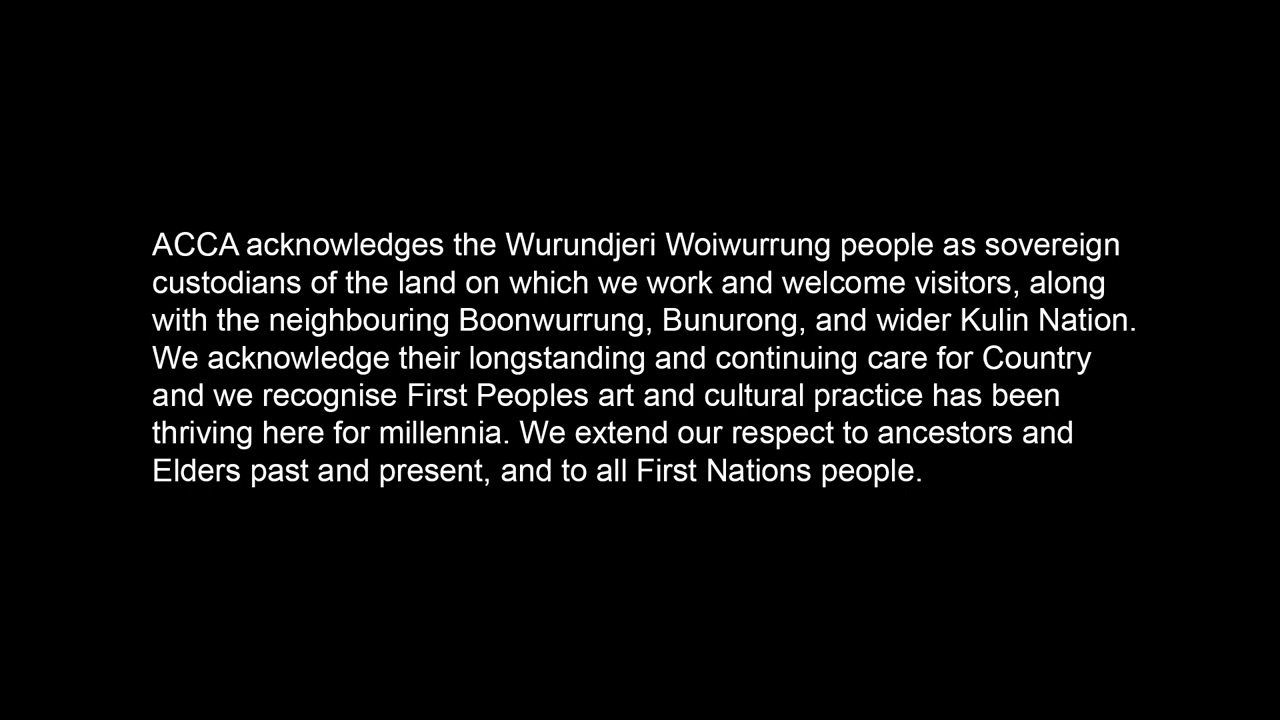 ACCA acknowledges the Wurundjeri Woiwurrung people as sovereign
custodians of the land on which we work and welcome visitors, along
with the neighbouring Boonwurrung, Bunurong, and wider Kulin Nation.
We acknowledge their longstanding and continuing care for Country
and we recognise First Peoples art and cultural practice has been
thriving here for millennia. We extend our respect to ancestors and
Elders past and present, and to all First Nations people.